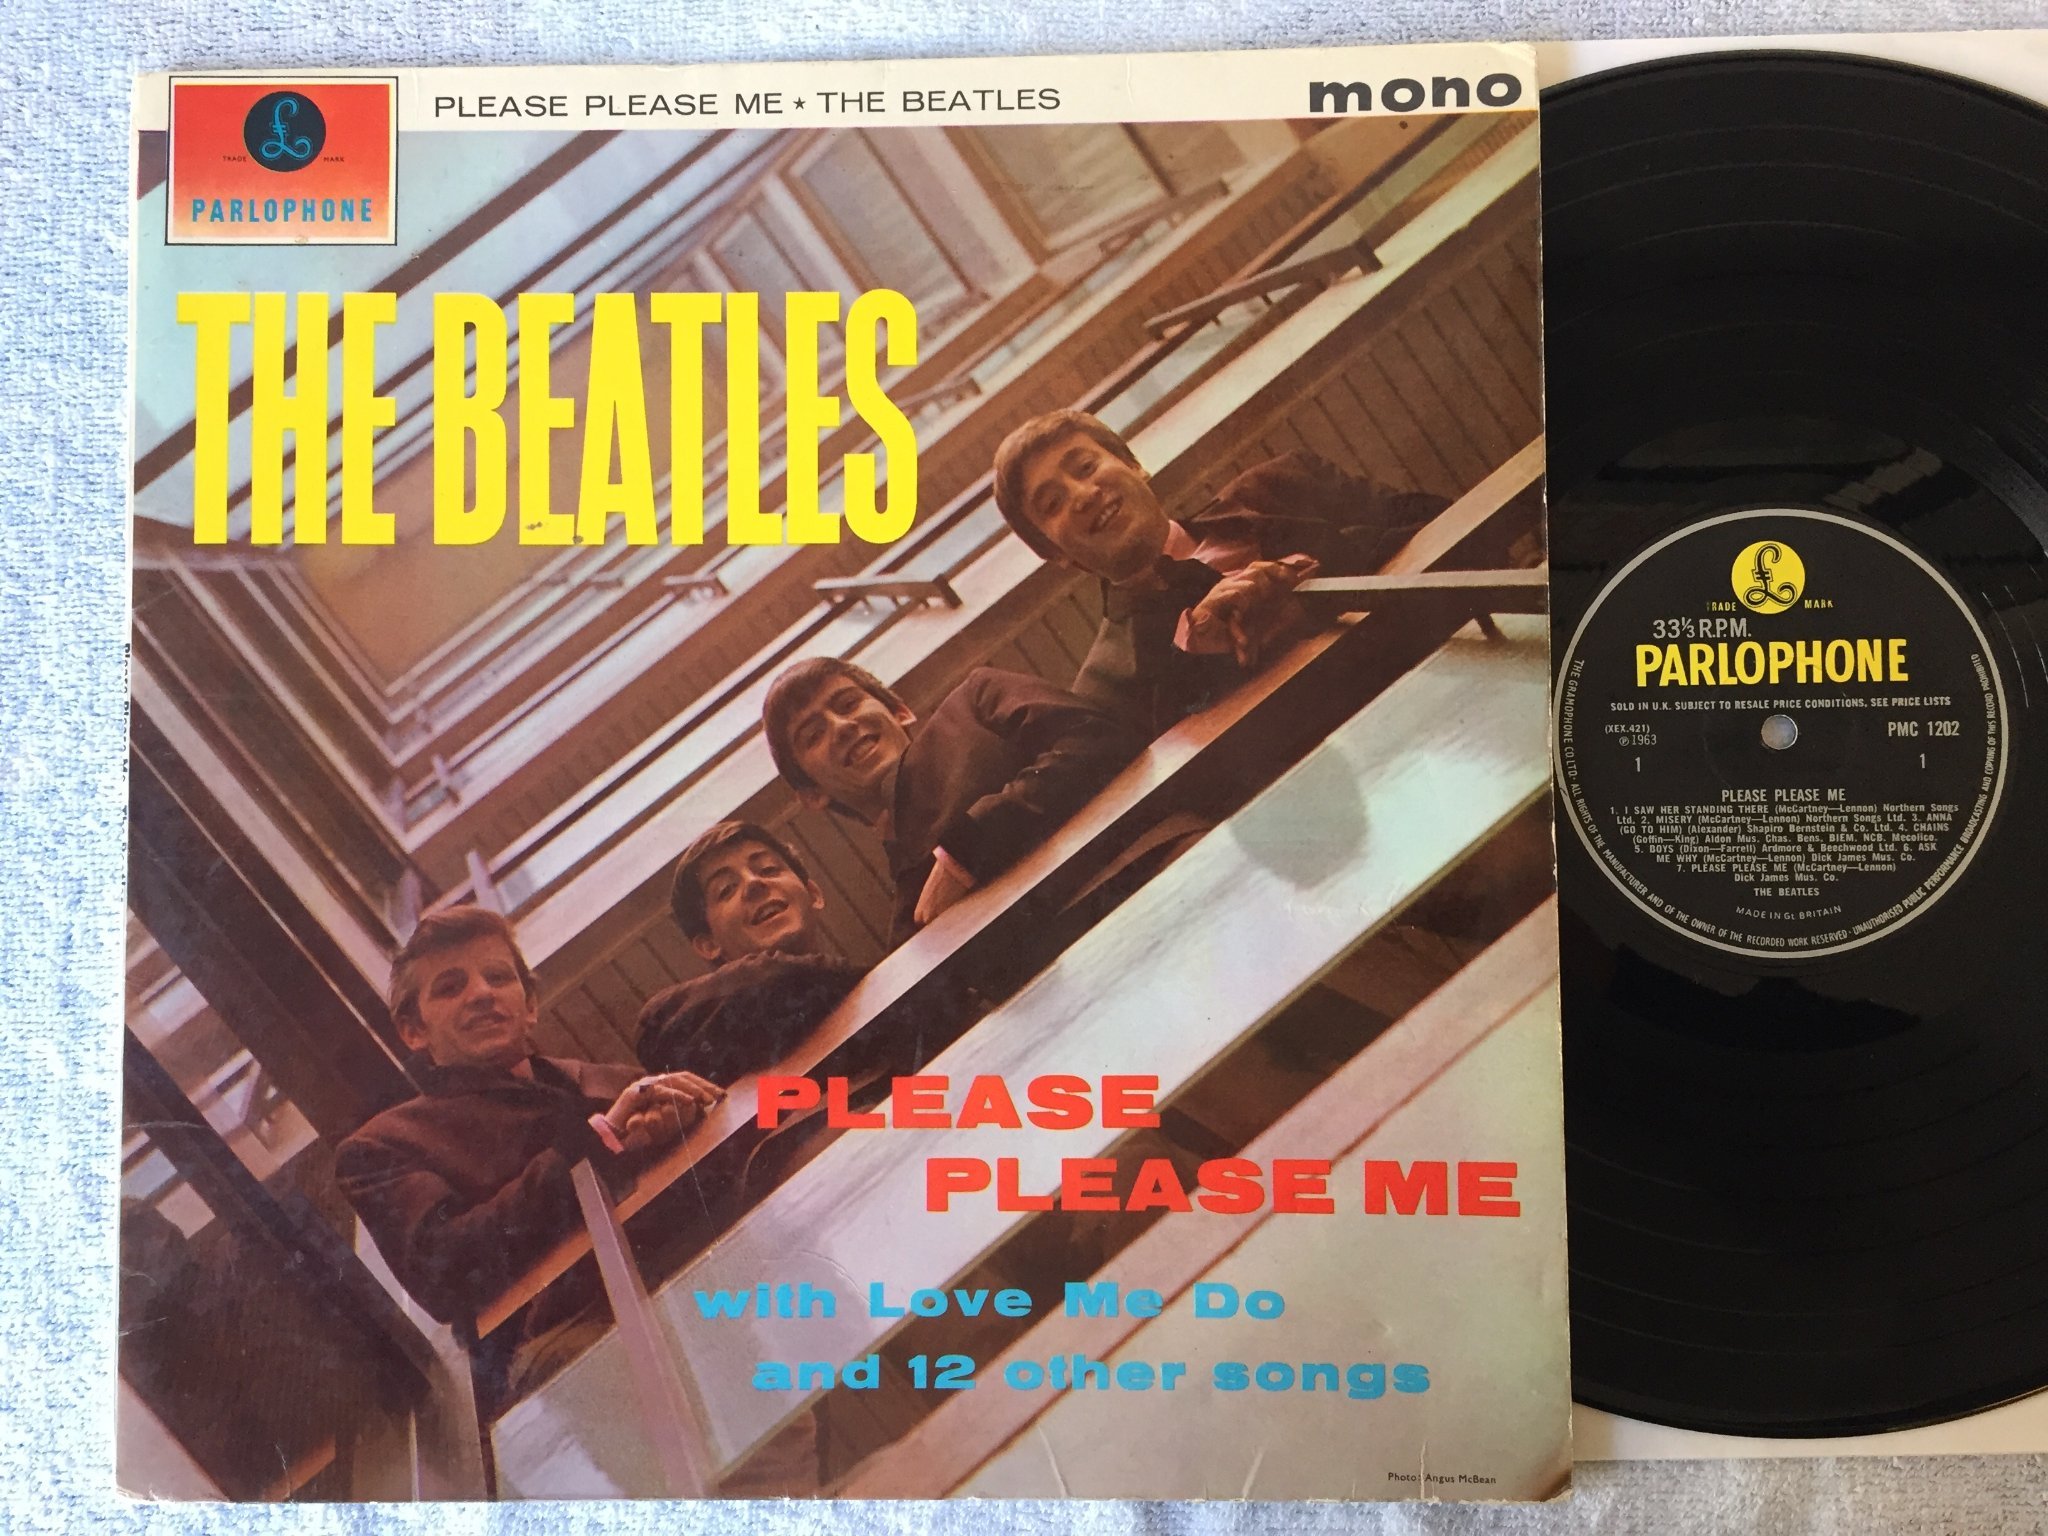 TRADE MARK
PARLOPHONE
PLEASE PLEASE ME ★ THE BEATLES
mono
THE BEATLES
PLEASE
PLEASE ME
with Love Me Do
and 12 other songs
Photo: Angus McBean
TRADE MARK
33⅓ R.P.M.
PARLOPHONE
SOLD IN U.K. SUBJECT TO RESALE PRICE CONDITIONS, SEE PRICE LISTS
(XEX.421)
℗1963
PMC 1202
1
1
PLEASE PLEASE ME
1. I SAW HER STANDING THERE (McCartney—Lennon) Northern Songs
Ltd. 2. MISERY (McCartney—Lennon) Northern Songs Ltd. 3. ANNA
(GO TO HIM) (Alexander) Shapiro Bernstein & Co. Ltd. 4. CHAINS
(Goffin—King) Aldon Mus. Chas. Bens. BIEM. NCB. Mecolico.
5. BOYS (Dixon—Farrell) Ardmore & Beechwood Ltd. 6. ASK
ME WHY (McCartney—Lennon) Dick James Mus. Co.
7. PLEASE PLEASE ME (McCartney—Lennon)
Dick James Mus. Co.
THE BEATLES
MADE IN Gt. BRITAIN
THE GRAMOPHONE CO. LTD. · ALL RIGHTS OF THE MANUFACTURER AND OF THE OWNER OF THE RECORDED WORK RESERVED · UNAUTHORISED PUBLIC PERFORMANCE BROADCASTING AND COPYING OF THIS RECORD PROHIBITED